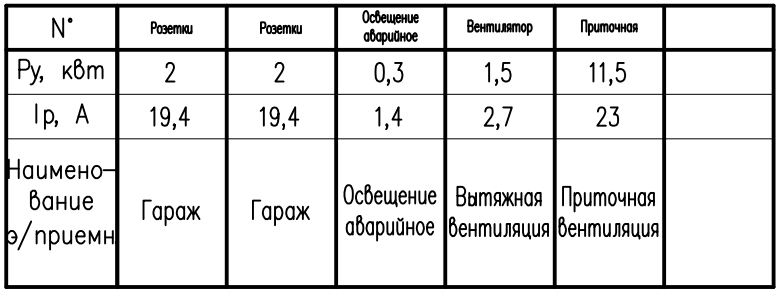 N° Розетки Розетки Освещение аварийное Вентилятор Приточная
Ру, квт 2 2 0,3 1,5 11,5
Iр, А 19,4 19,4 1,4 2,7 23
Наимено-вание э/приемн Гараж Гараж Освещение аварийное Вытяжная вентиляция Приточная вентиляция